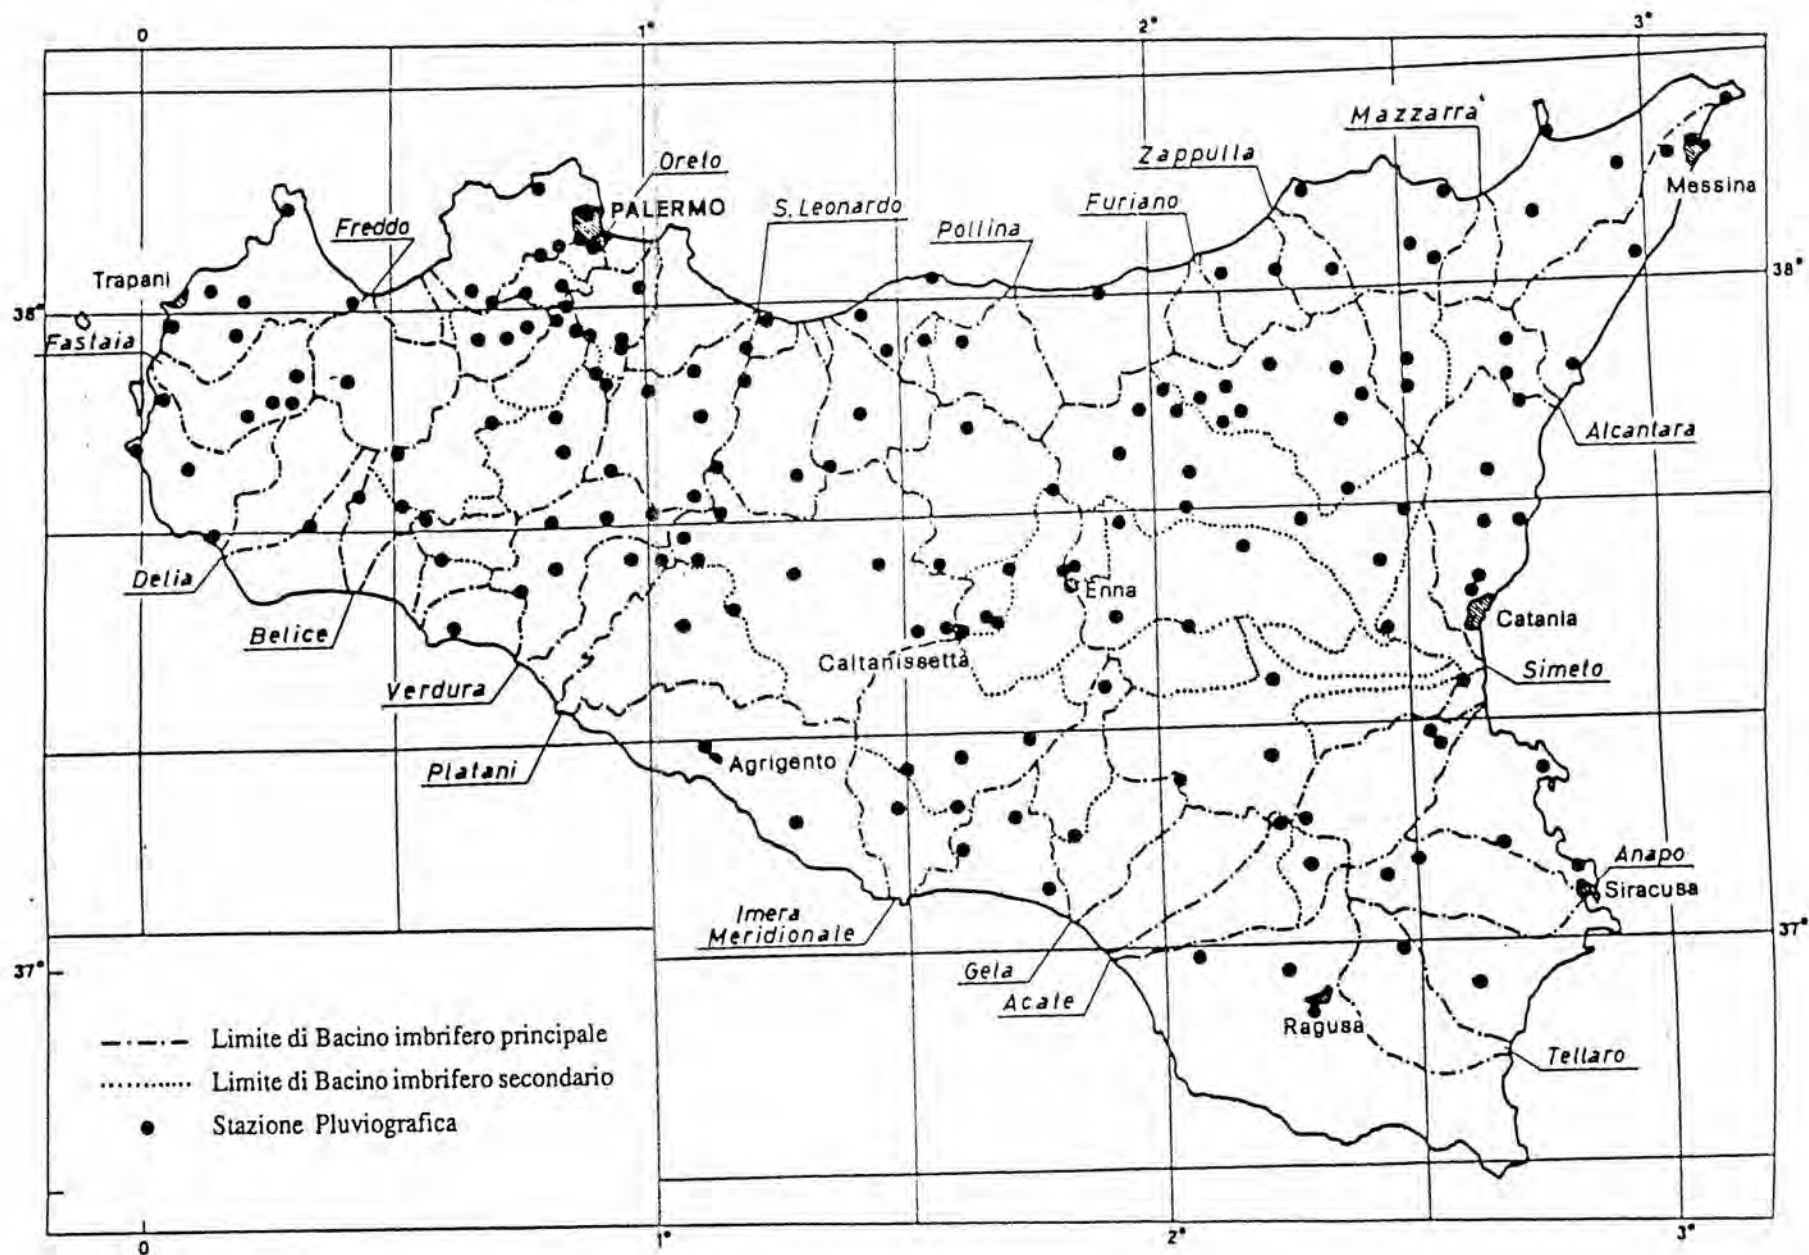 0
1°
2°
3°
Mazzarrà
Oreto
Zappulla
Messina
PALERMO
S. Leonardo
Furiano
Freddo
Pollina
Trapani
38°
38°
Fastaia
Alcantara
Delia
Enna
Belice
Catania
Caltanissetta
Verdura
Simeto
Platani
Agrigento
Anapo
Siracusa
Imera
Meridionale
37°
37°
Gela
Acate
Ragusa
Tellaro
Limite di Bacino imbrifero principale
Limite di Bacino imbrifero secondario
Stazione Pluviografica
0
1°
2°
3°